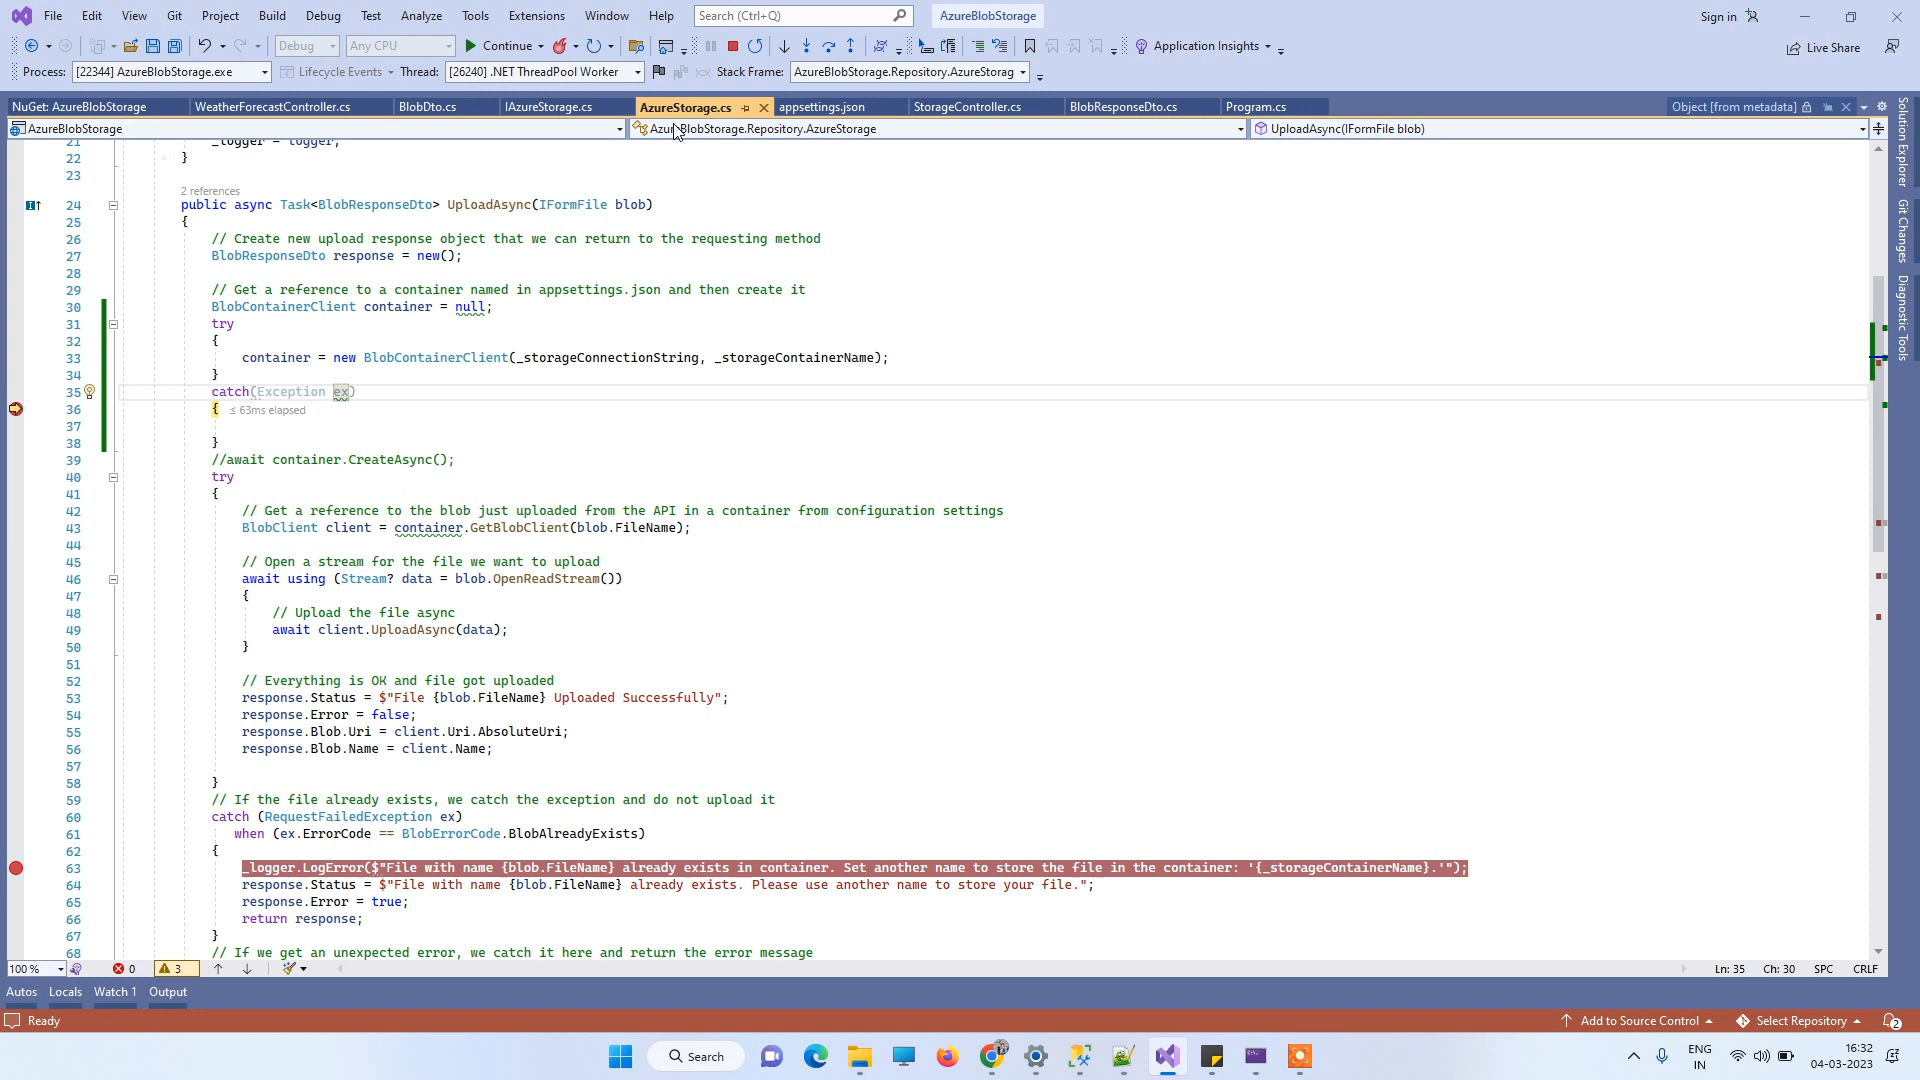 File Edit View Git Project Build Debug Test Analyze Tools Extensions Window Help Search (Ctrl+Q) AzureBlobStorage Sign in
Debug Any CPU Continue Application Insights Live Share
Process: [22344] AzureBlobStorage.exe Lifecycle Events Thread: [26240] .NET ThreadPool Worker Stack Frame: AzureBlobStorage.Repository.AzureStorag
NuGet: AzureBlobStorage WeatherForecastController.cs BlobDto.cs IAzureStorage.cs AzureStorage.cs appsettings.json StorageController.cs BlobResponseDto.cs Program.cs Object [from metadata]
AzureBlobStorage AzureBlobStorage.Repository.AzureStorage UploadAsync(IFormFile blob)
Solution Explorer
Git Changes
Diagnostic Tools
21 _logger = logger;
22 }
23
2 references
24 public async Task<BlobResponseDto> UploadAsync(IFormFile blob)
25 {
26 // Create new upload response object that we can return to the requesting method
27 BlobResponseDto response = new();
28
29 // Get a reference to a container named in appsettings.json and then create it
30 BlobContainerClient container = null;
31 try
32 {
33 container = new BlobContainerClient(_storageConnectionString, _storageContainerName);
34 }
35 catch(Exception ex)
36 { ≤ 63ms elapsed
37
38 }
39 //await container.CreateAsync();
40 try
41 {
42 // Get a reference to the blob just uploaded from the API in a container from configuration settings
43 BlobClient client = container.GetBlobClient(blob.FileName);
44
45 // Open a stream for the file we want to upload
46 await using (Stream? data = blob.OpenReadStream())
47 {
48 // Upload the file async
49 await client.UploadAsync(data);
50 }
51
52 // Everything is OK and file got uploaded
53 response.Status = $"File {blob.FileName} Uploaded Successfully";
54 response.Error = false;
55 response.Blob.Uri = client.Uri.AbsoluteUri;
56 response.Blob.Name = client.Name;
57
58 }
59 // If the file already exists, we catch the exception and do not upload it
60 catch (RequestFailedException ex)
61 when (ex.ErrorCode == BlobErrorCode.BlobAlreadyExists)
62 {
63 _logger.LogError($"File with name {blob.FileName} already exists in container. Set another name to store the file in the container: '{_storageContainerName}.'");
64 response.Status = $"File with name {blob.FileName} already exists. Please use another name to store your file.";
65 response.Error = true;
66 return response;
67 }
68 // If we get an unexpected error, we catch it here and return the error message
100 % 0 3 Ln: 35 Ch: 30 SPC CRLF
Autos Locals Watch 1 Output
Ready Add to Source Control Select Repository 2
Search ENG IN 16:32 04-03-2023